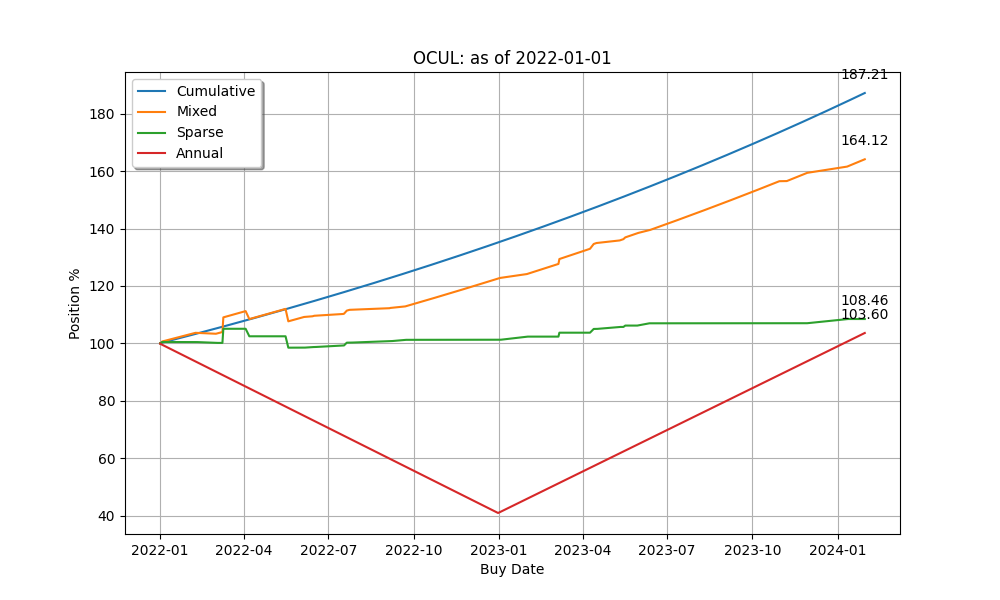 OCUL: as of 2022-01-01
187.21
Cumulative
Mixed
Sparse
Annual
164.12
108.46
103.60
180
160
140
120
100
80
60
40
Position %
2022-01 2022-04 2022-07 2022-10 2023-01 2023-04 2023-07 2023-10 2024-01
Buy Date